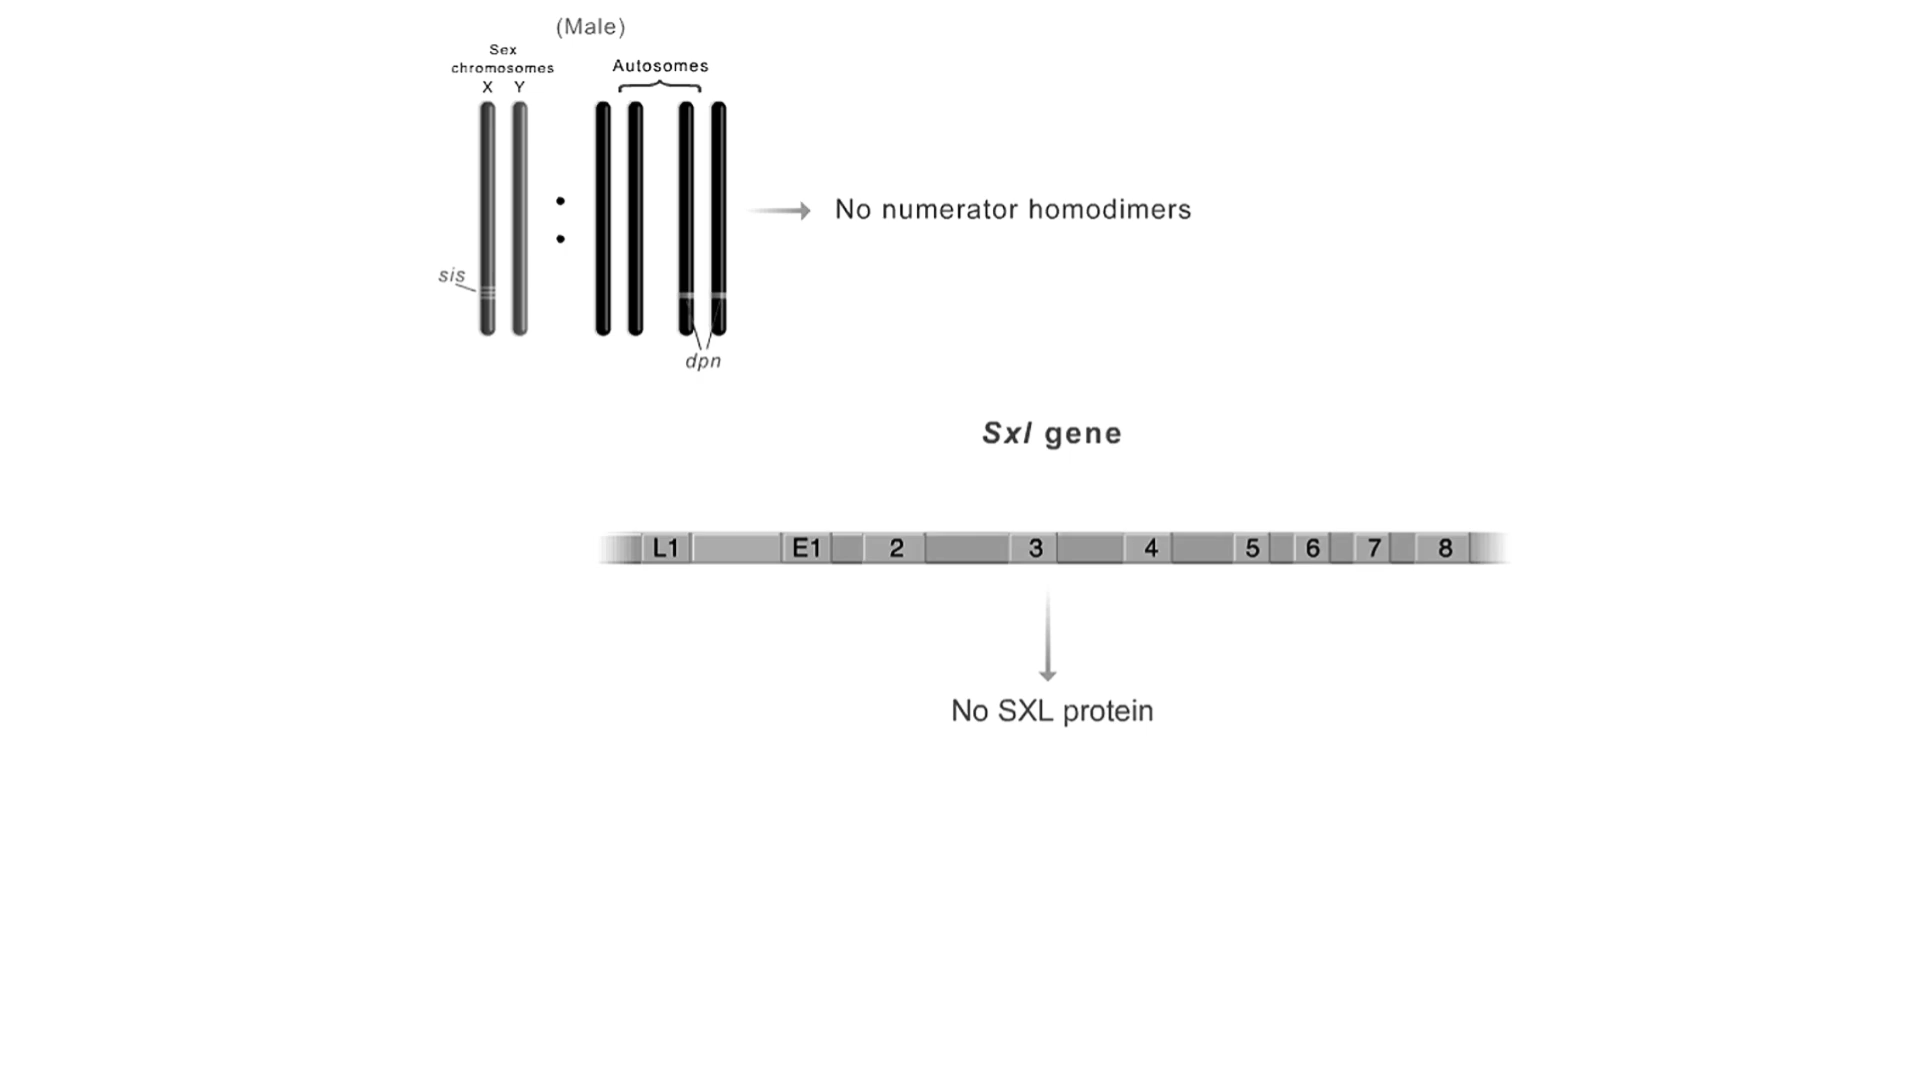 (Male)
Sex
chromosomes
X Y
Autosomes
No numerator homodimers
sis
dpn
Sxl gene
L1 E1 2 3 4 5 6 7 8
No SXL protein